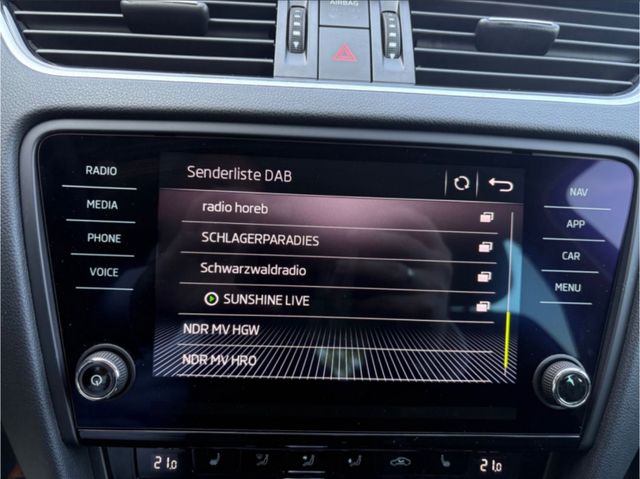 AIRBAG
RADIO
MEDIA
PHONE
VOICE
Senderliste DAB
radio horeb
SCHLAGERPARADIES
Schwarzwaldradio
SUNSHINE LIVE
NDR MV HGW
NDR MV HRO
NAV
APP
CAR
MENU
21.0
21.0